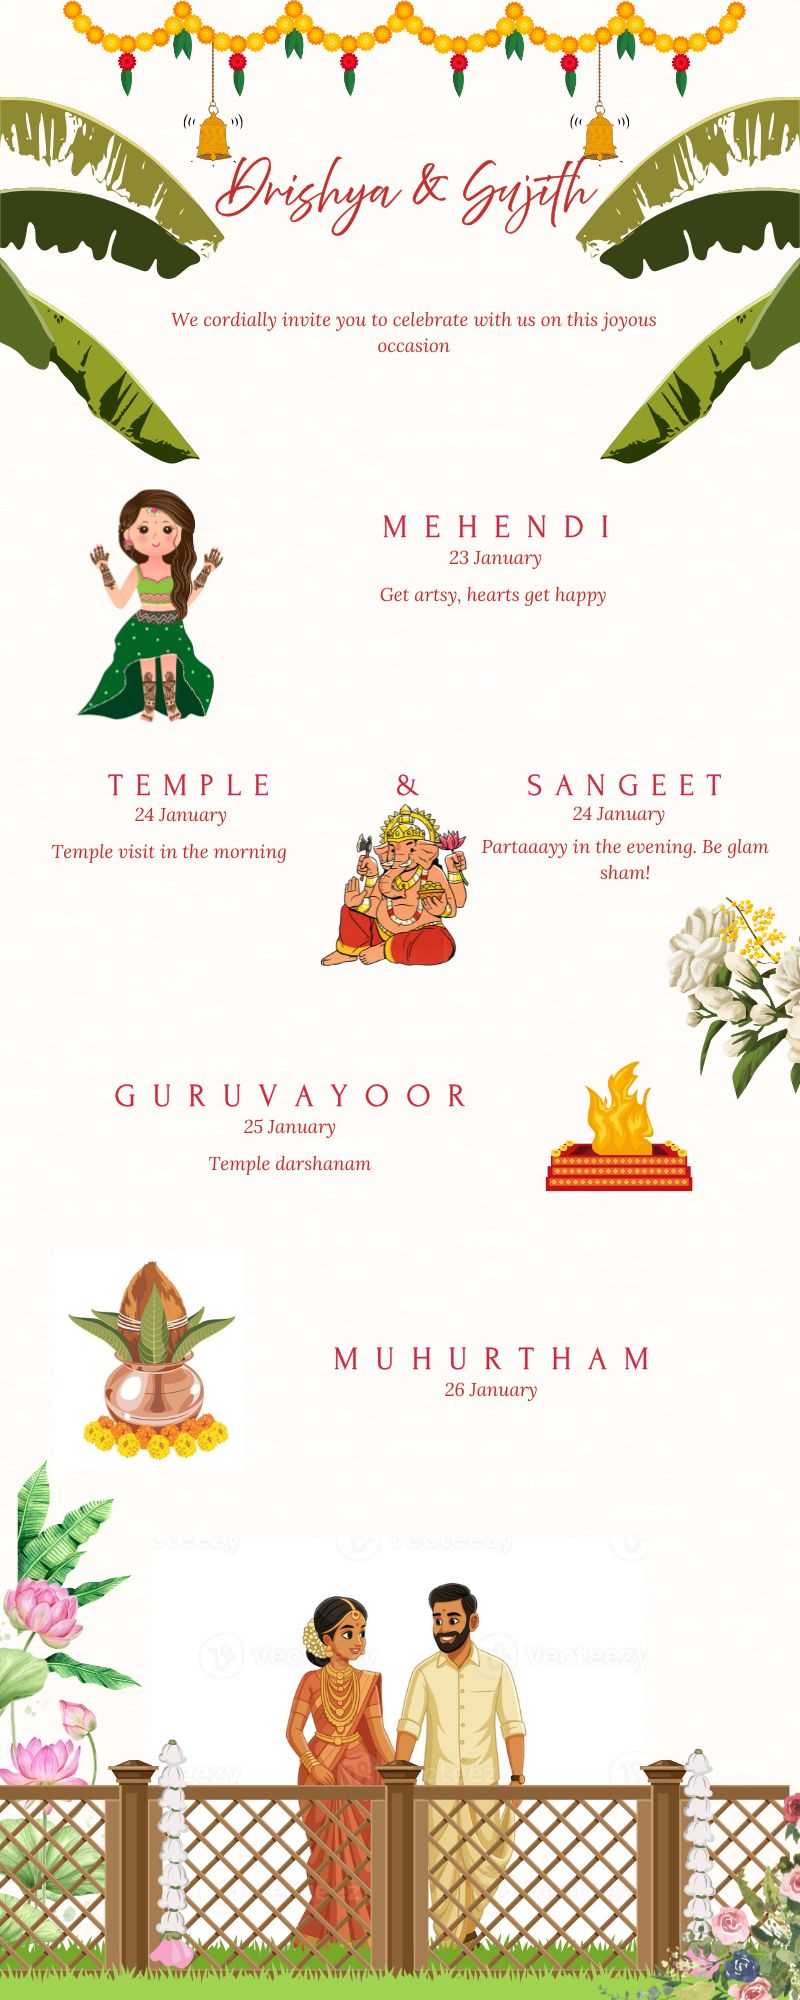 Drishya & Gujith
We cordially invite you to celebrate with us on this joyous
occasion
MEHENDI
23 January
Get artsy, hearts get happy
TEMPLE
24 January
Temple visit in the morning
&
SANGEET
24 January
Partaaayy in the evening. Be glam
sham!
GURUVAYOOR
25 January
Temple darshanam
MUHURTHAM
26 January
Vecteezy
Vecteezy
Vecteezy
Vecteezy